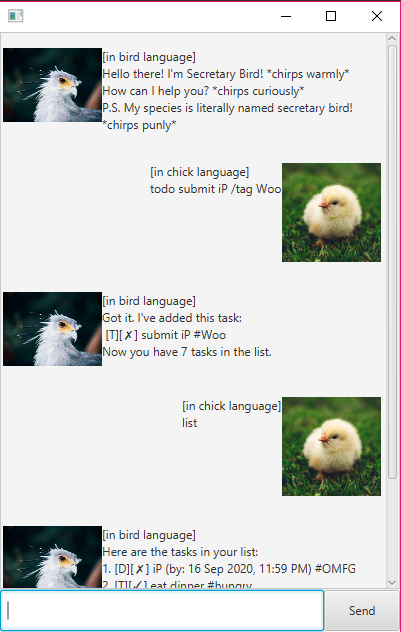 [in bird language]
Hello there! I'm Secretary Bird! *chirps warmly*
How can I help you? *chirps curiously*
P.S. My species is literally named secretary bird!
*chirps punly*
[in chick language]
todo submit iP /tag Woo
[in bird language]
Got it. I've added this task:
[T][✗] submit iP #Woo
Now you have 7 tasks in the list.
[in chick language]
list
[in bird language]
Here are the tasks in your list:
1. [D][✗] iP (by: 16 Sep 2020, 11:59 PM) #OMFG
2. [T][✓] eat dinner #hungry
Send